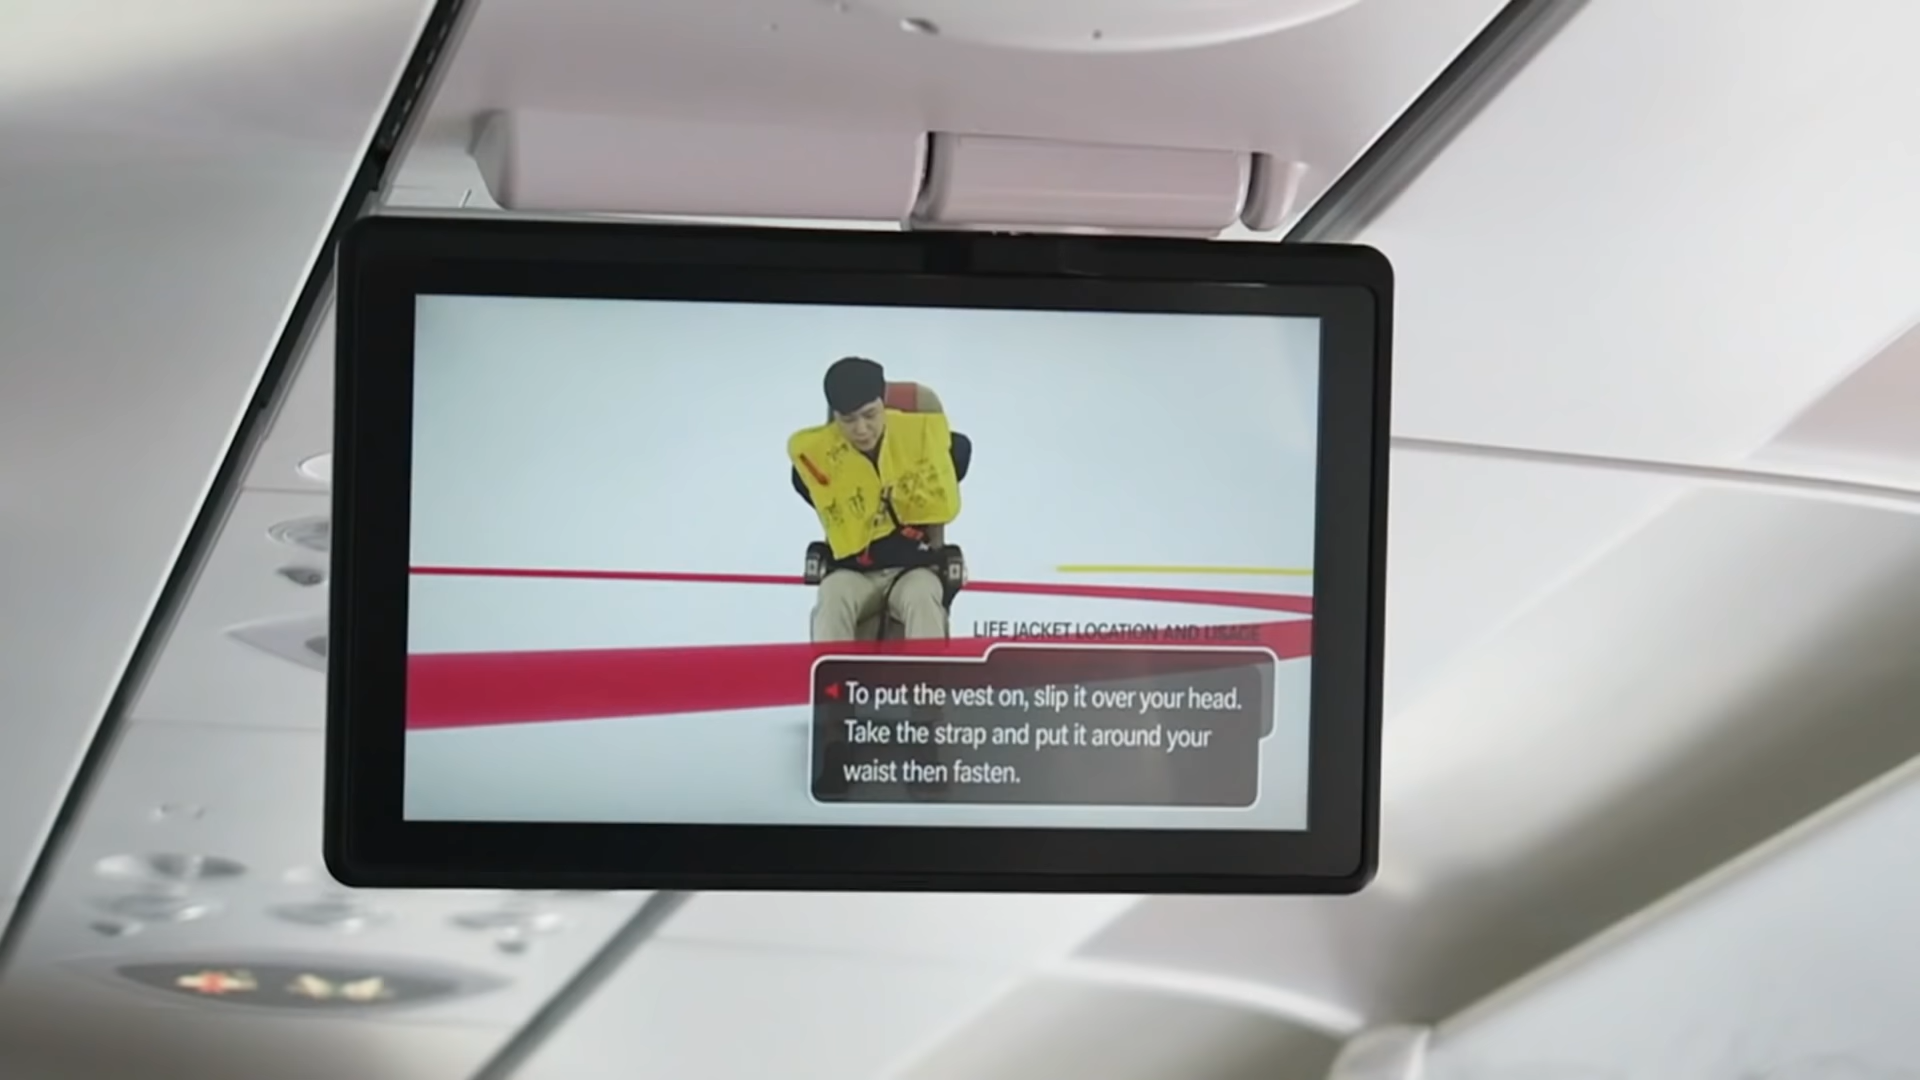 LIFE JACKET LOCATION AND USAGE
To put the vest on, slip it over your head.
Take the strap and put it around your
waist then fasten.